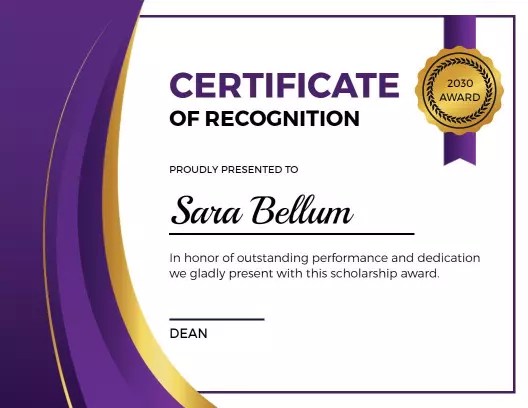 CERTIFICATE
OF RECOGNITION
2030
AWARD
PROUDLY PRESENTED TO
Sara Bellum
In honor of outstanding performance and dedication
we gladly present with this scholarship award.
DEAN